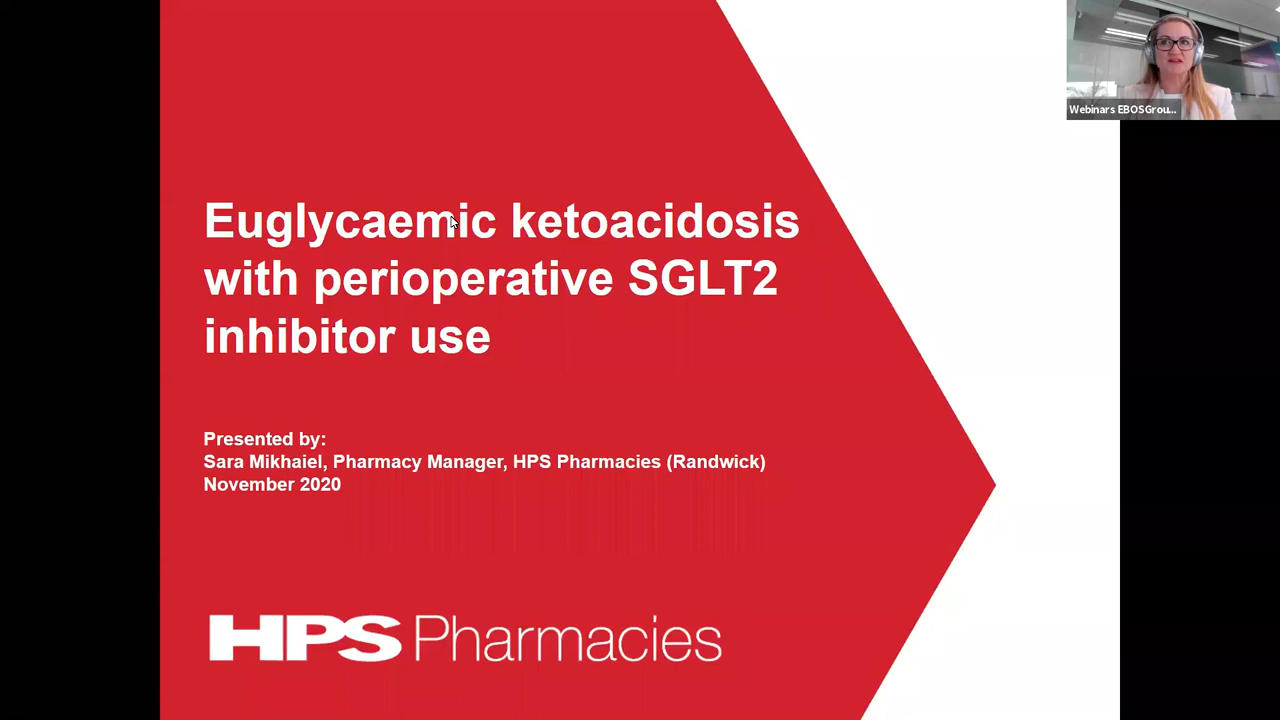 Webinars EBOSGrou...
Euglycaemic ketoacidosis
with perioperative SGLT2
inhibitor use
Presented by:
Sara Mikhaiel, Pharmacy Manager, HPS Pharmacies (Randwick)
November 2020
HPS Pharmacies